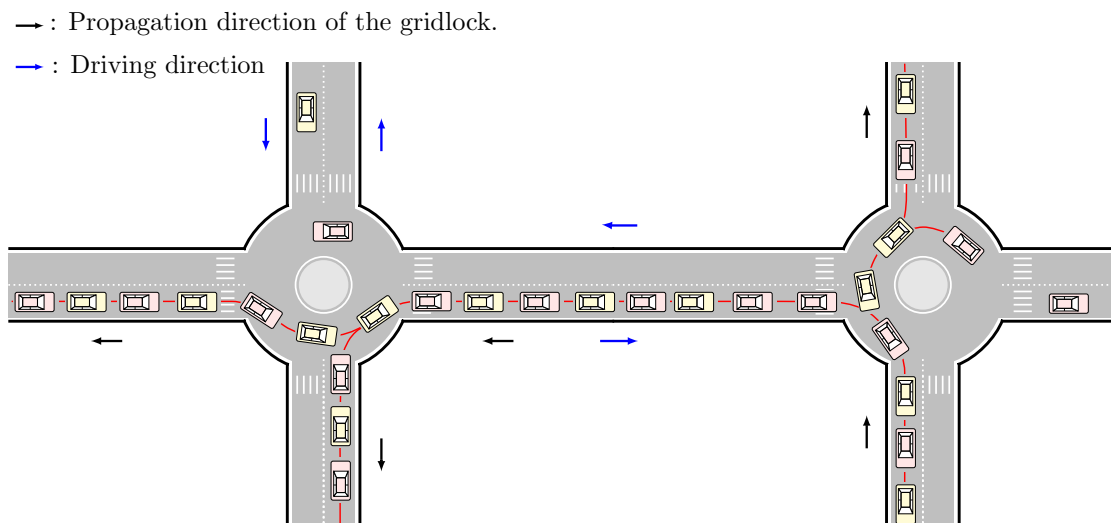 : Propagation direction of the gridlock.
: Driving direction